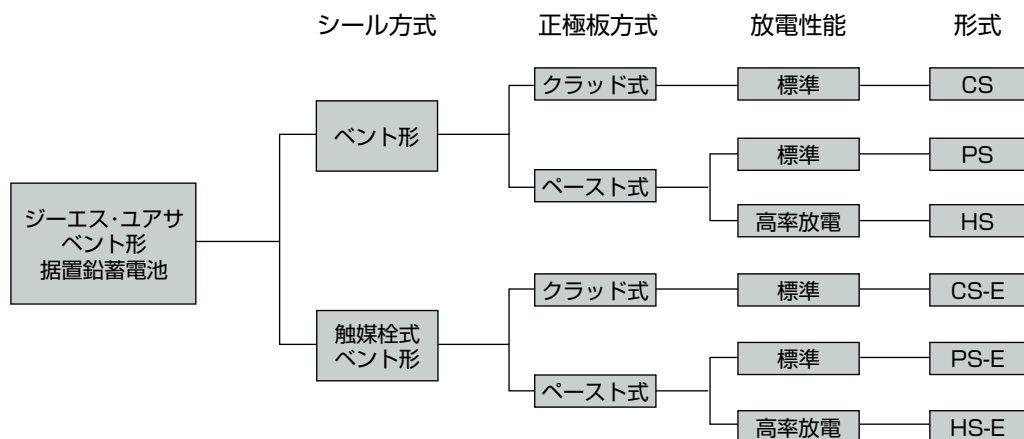 シール方式 正極板方式 放電性能 形式
クラッド式 標準 CS
ベント形
標準 PS
ペースト式
ジーエス・ユアサ
ベント形
据置鉛蓄電池
高率放電 HS
クラッド式 標準 CS-E
触媒栓式
ベント形
標準 PS-E
ペースト式
高率放電 HS-E